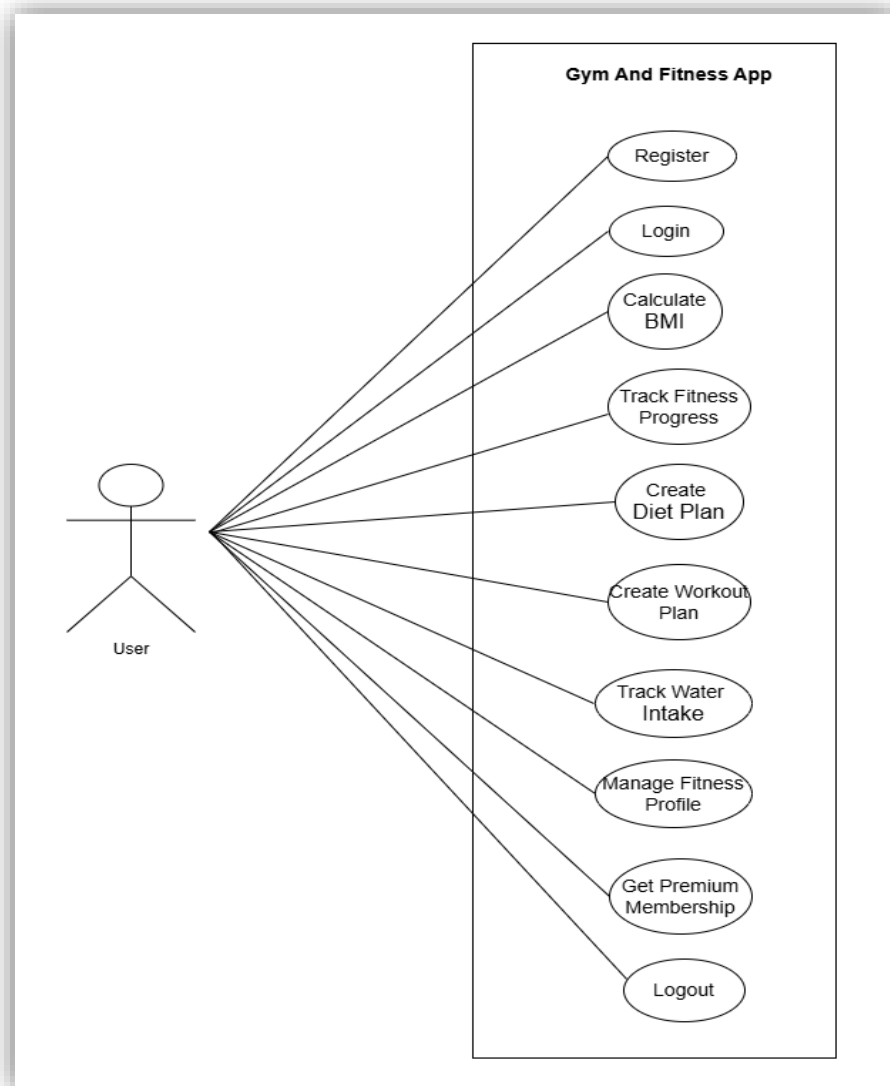 Gym And Fitness App
Register
Login
Calculate
BMI
Track Fitness
Progress
Create
Diet Plan
Create Workout
Plan
User
Track Water
Intake
Manage Fitness
Profile
Get Premium
Membership
Logout